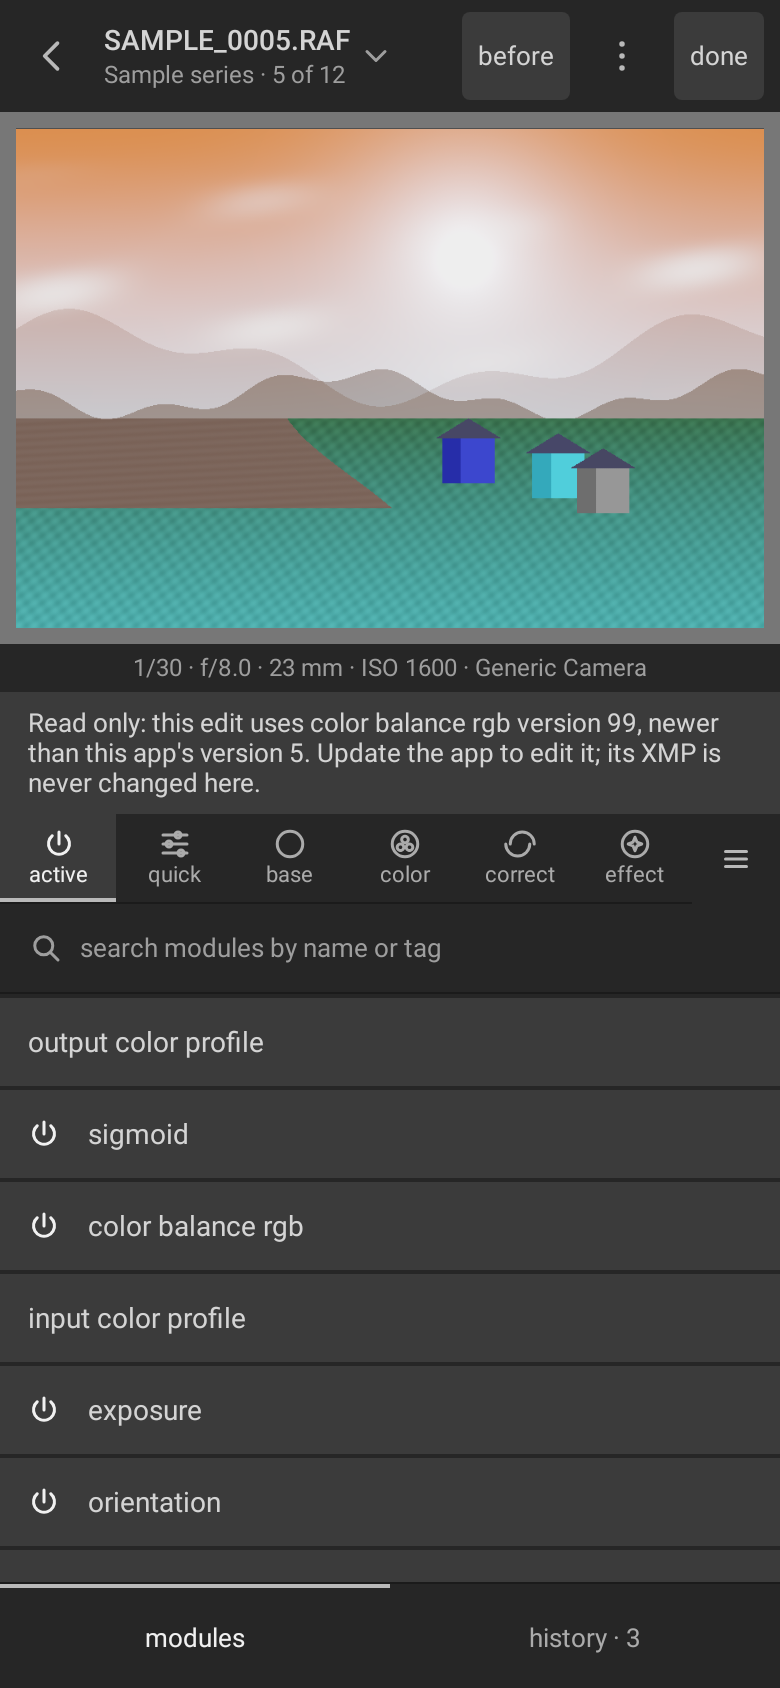 SAMPLE_0005.RAF
Sample series · 5 of 12
before
done
1/30 · f/8.0 · 23 mm · ISO 1600 · Generic Camera
Read only: this edit uses color balance rgb version 99, newer
than this app's version 5. Update the app to edit it; its XMP is
never changed here.
active
quick
base
color
correct
effect
search modules by name or tag
output color profile
sigmoid
color balance rgb
input color profile
exposure
orientation
modules
history · 3